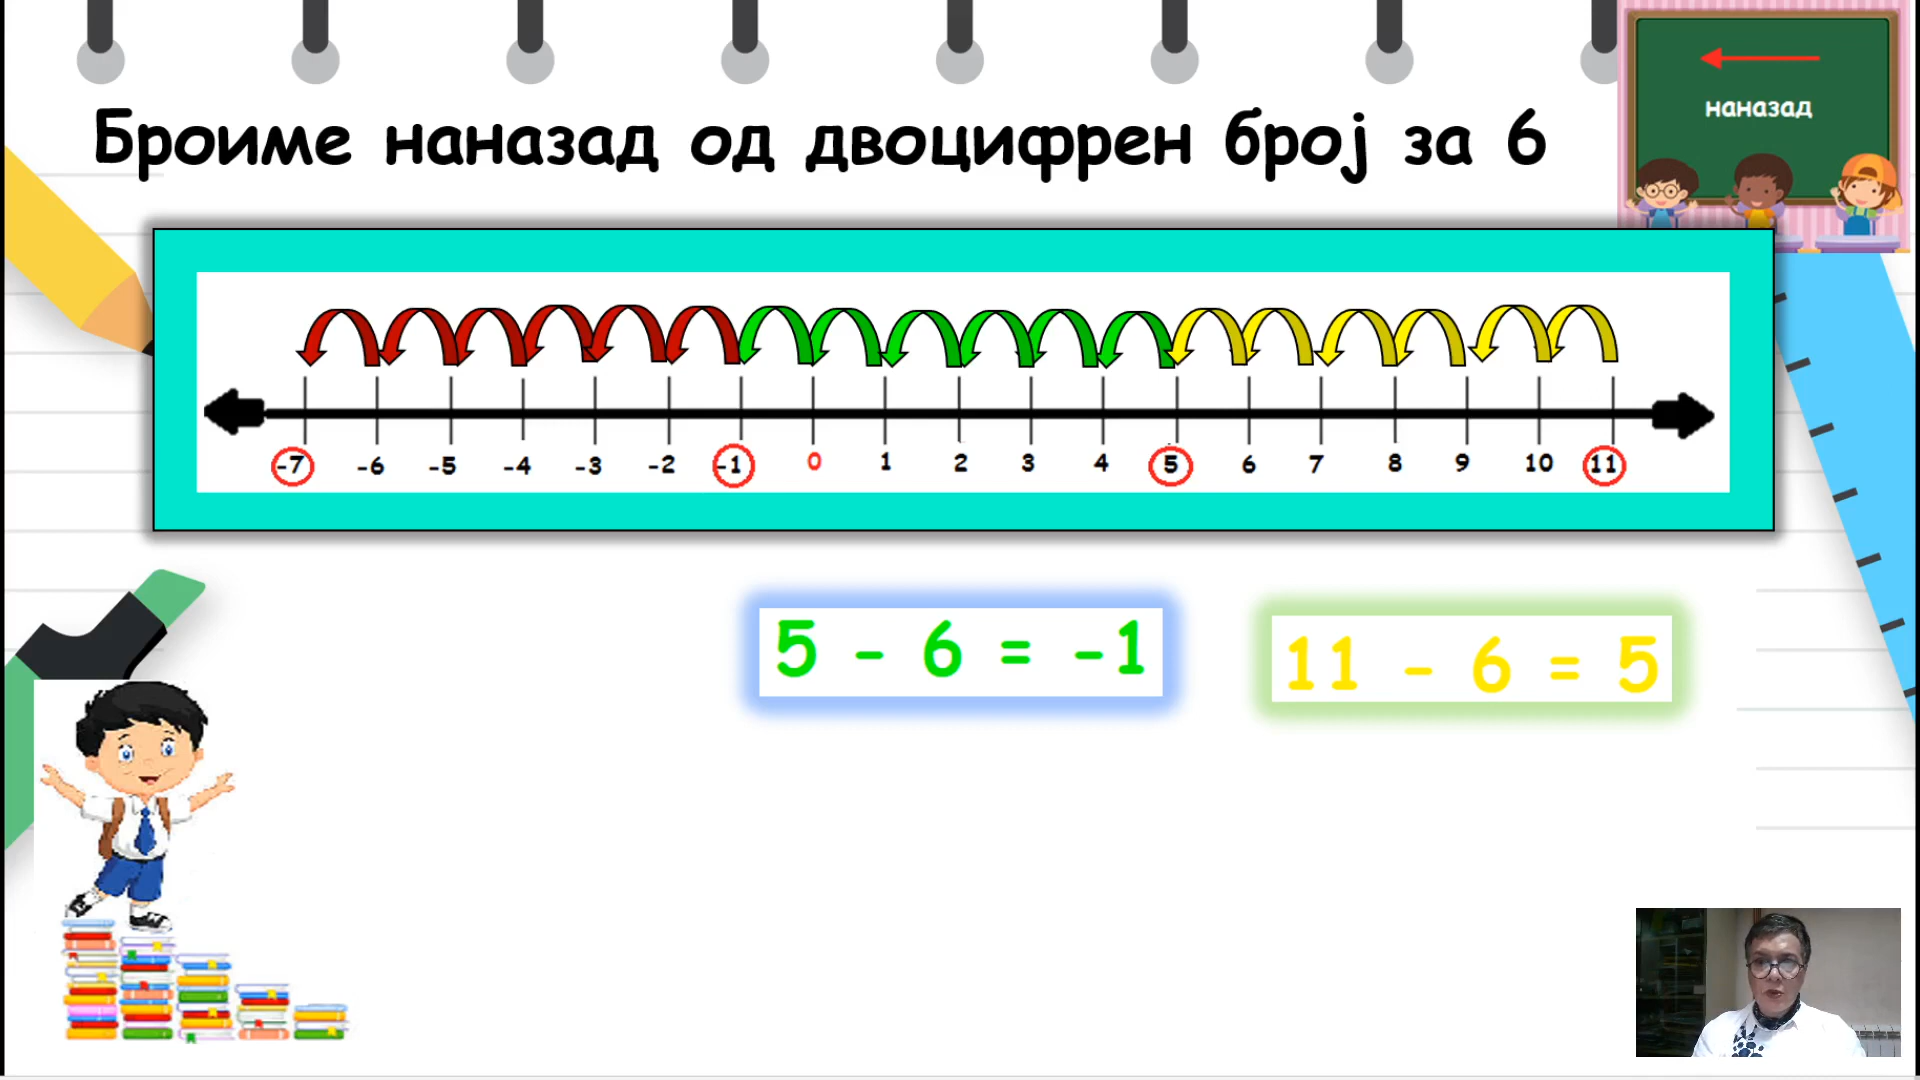 Броиме наназад од двоцифрен број за 6
наназад
-7 -6 -5 -4 -3 -2 -1 0 1 2 3 4 5 6 7 8 9 10 11
5 - 6 = -1
11 - 6 = 5